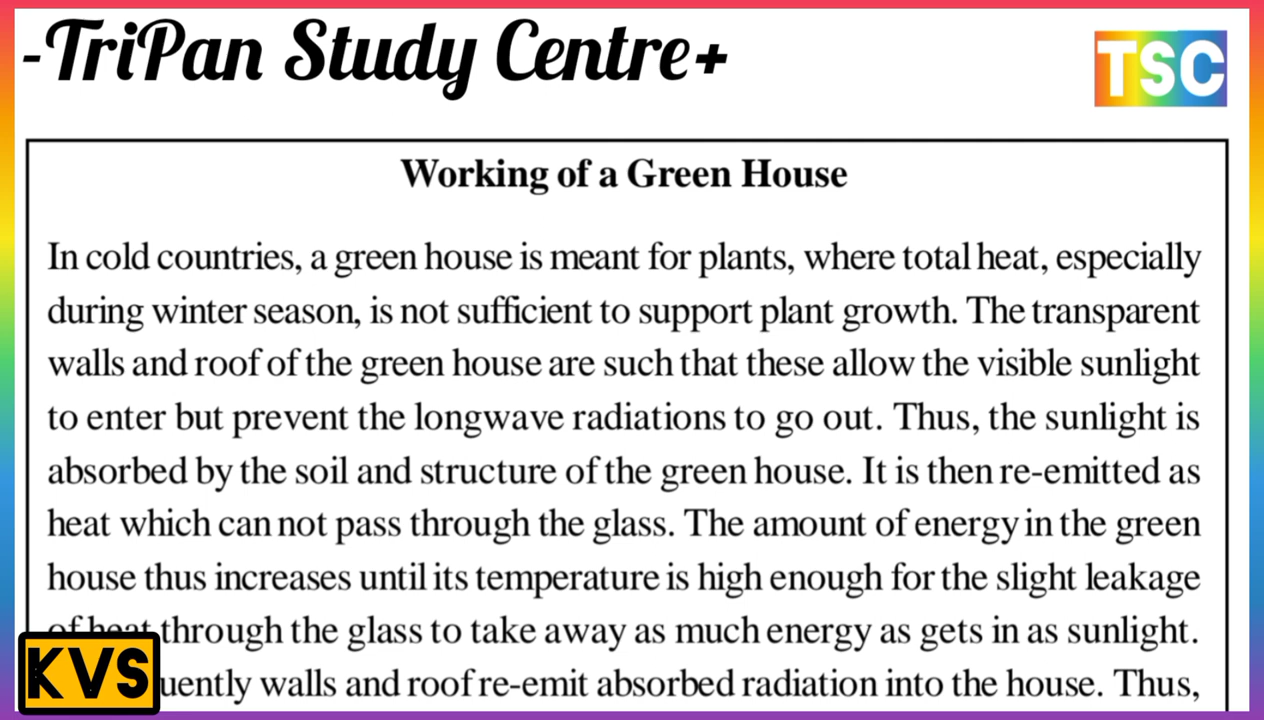 -TriPan Study Centre+
TSC
Working of a Green House
In cold countries, a green house is meant for plants, where total heat, especially
during winter season, is not sufficient to support plant growth. The transparent
walls and roof of the green house are such that these allow the visible sunlight
to enter but prevent the longwave radiations to go out. Thus, the sunlight is
absorbed by the soil and structure of the green house. It is then re-emitted as
heat which can not pass through the glass. The amount of energy in the green
house thus increases until its temperature is high enough for the slight leakage
of heat through the glass to take away as much energy as gets in as sunlight.
uently walls and roof re-emit absorbed radiation into the house. Thus,
KVS